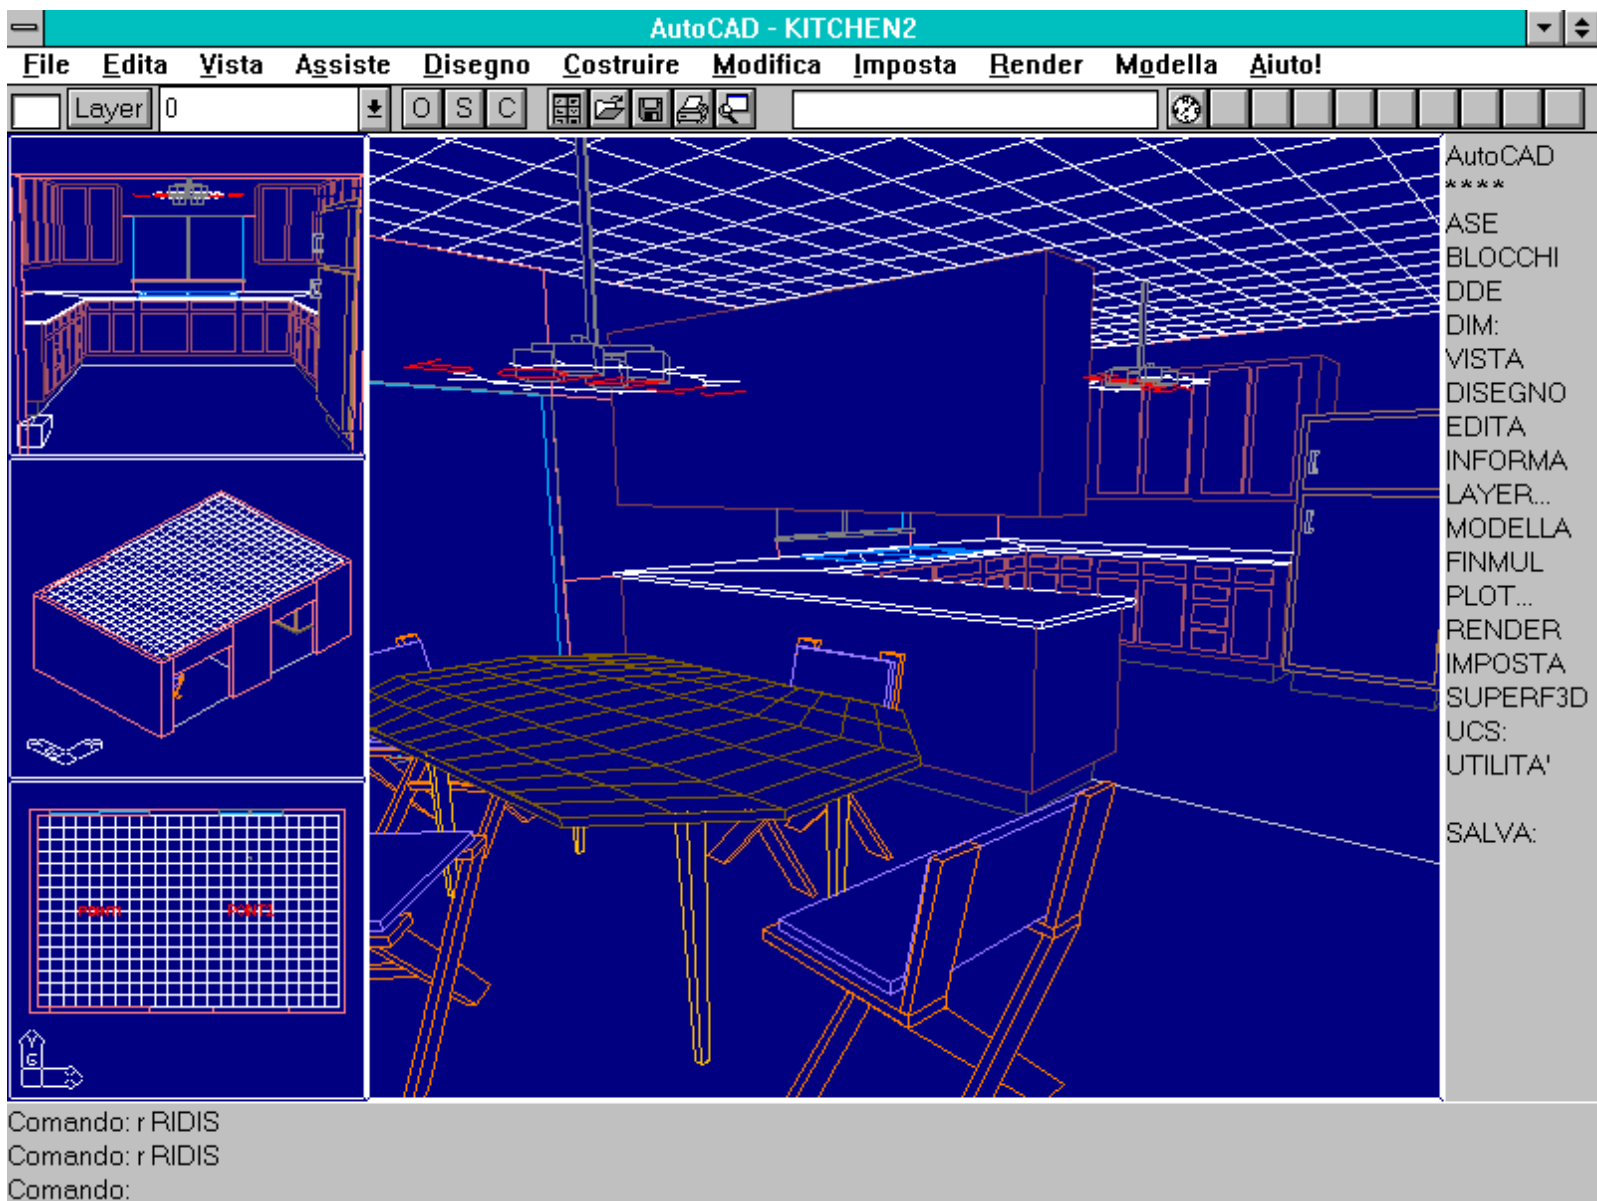 AutoCAD - KITCHEN2
File Edita Vista Assiste Disegno Costruire Modifica Imposta Render Modella Aiuto!
Layer 0 O S C
AutoCAD
****
ASE
BLOCCHI
DDE
DIM:
VISTA
DISEGNO
EDITA
INFORMA
LAYER...
MODELLA
FINMUL
PLOT...
RENDER
IMPOSTA
SUPERF3D
UCS:
UTILITA'
SALVA:
POINT1 POINT2
Y
G
X
Comando: r RIDIS
Comando: r RIDIS
Comando: